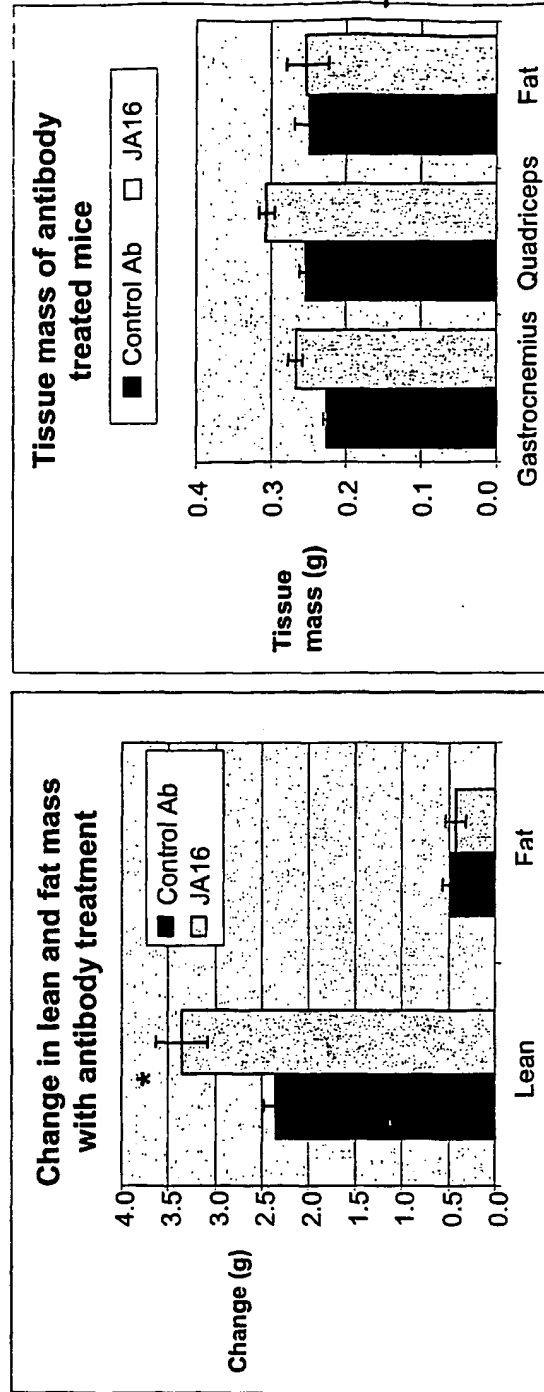 Change in lean and fat mass
with antibody treatment
Change (g)
4.0
3.5
3.0
2.5
2.0
1.5
1.0
0.5
0.0
Control Ab
JA16
*
Lean Fat
Tissue mass of antibody
treated mice
Control Ab JA16
Tissue
mass (g)
0.4
0.3
0.2
0.1
0.0
Gastrocnemius Quadriceps Fat